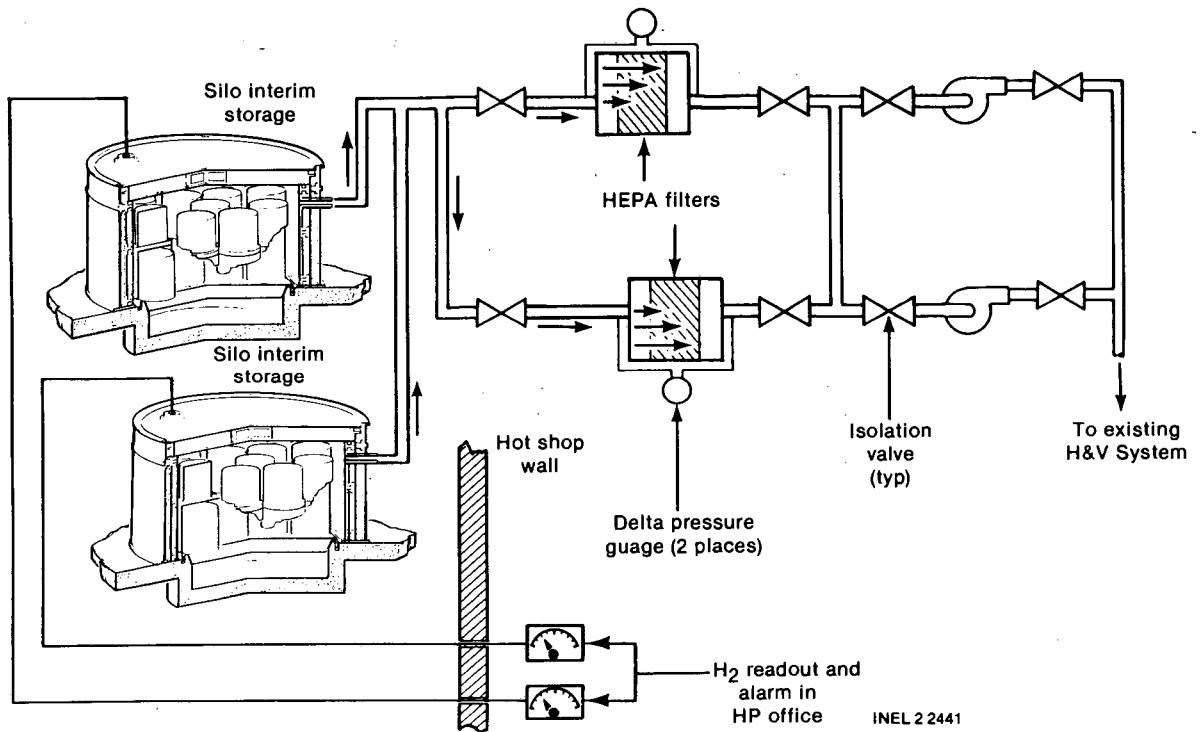 Silo interim
storage
HEPA filters
Silo interim
storage
Hot shop
wall
Isolation
valve
(typ)
To existing
H&V System
Delta pressure
guage (2 places)
H₂ readout and
alarm in
HP office
INEL 2 2441